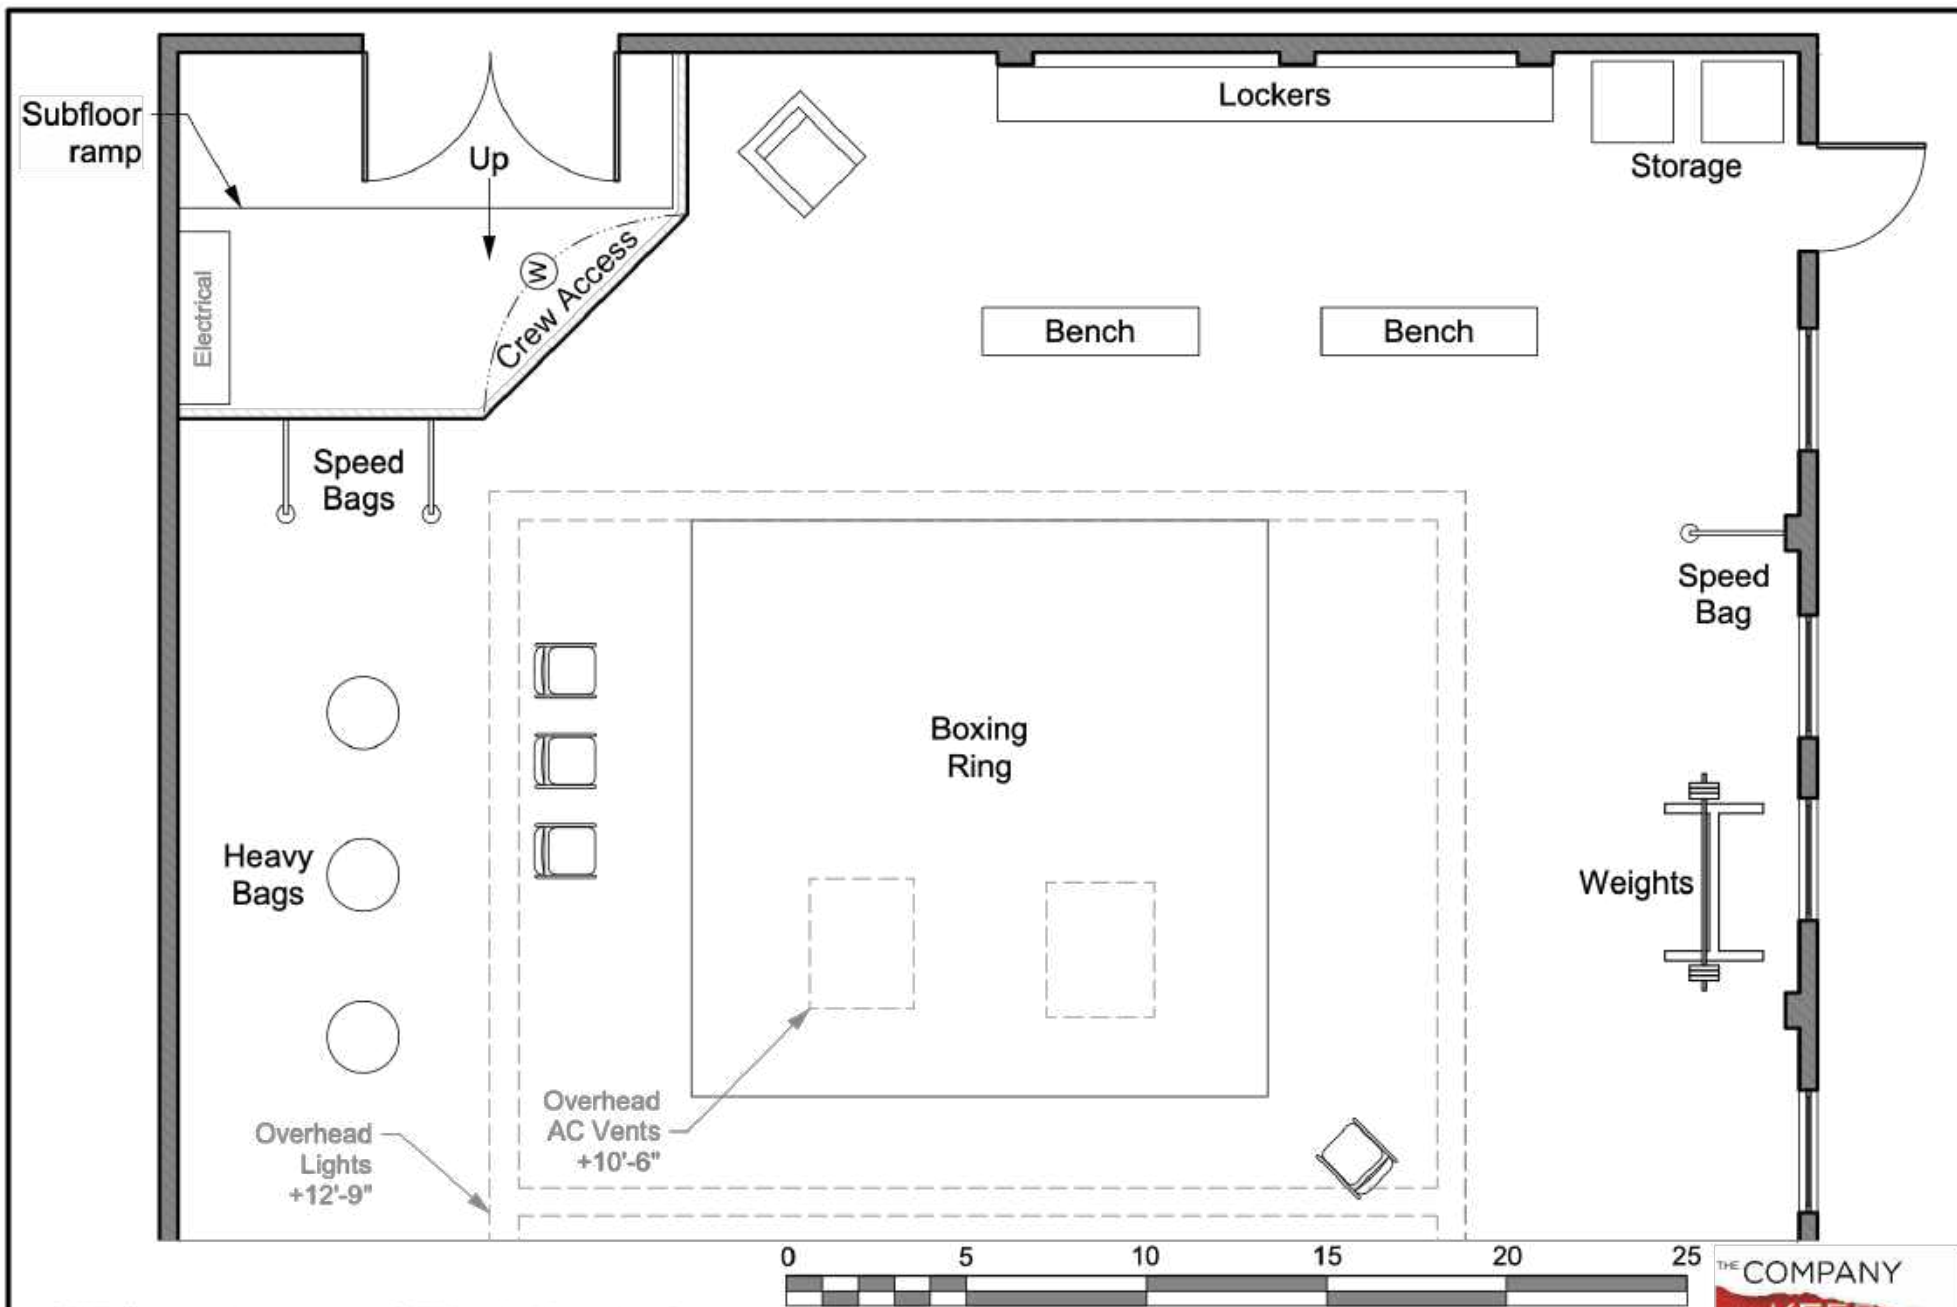 Subfloor
ramp
Up
Lockers
Storage
Electrical
W
Crew Access
Bench
Bench
Speed
Bags
Speed
Bag
Boxing
Ring
Heavy
Bags
Weights
Overhead
AC Vents
+10'-6"
Overhead
Lights
+12'-9"
0 5 10 15 20 25
THE COMPANY